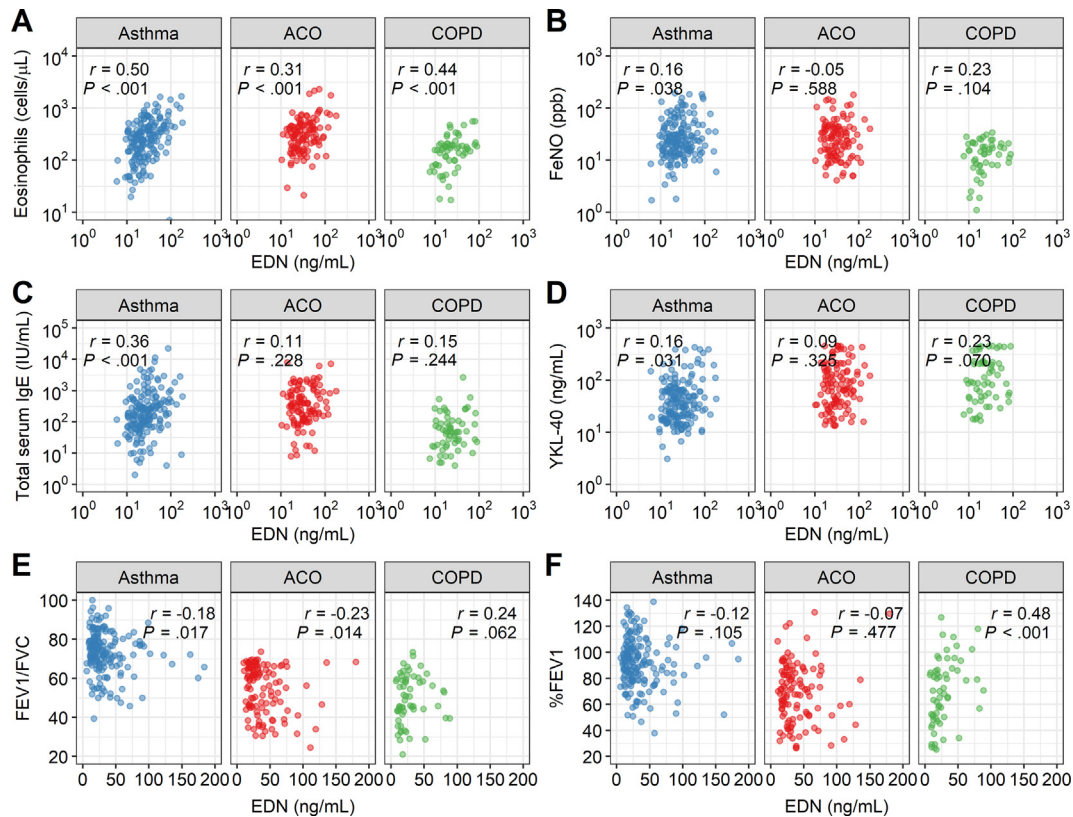 A
Asthma
ACO
COPD
Eosinophils (cells/μL)
10⁴
10³
10²
10¹
r = 0.50
P < .001
r = 0.31
P < .001
r = 0.44
P < .001
10⁰ 10¹ 10² 10³
10⁰ 10¹ 10² 10³
10⁰ 10¹ 10² 10³
EDN (ng/mL)
B
Asthma
ACO
COPD
FeNO (ppb)
10³
10²
10¹
10⁰
r = 0.16
P = .038
r = -0.05
P = .588
r = 0.23
P = .104
10⁰ 10¹ 10² 10³
10⁰ 10¹ 10² 10³
10⁰ 10¹ 10² 10³
EDN (ng/mL)
C
Asthma
ACO
COPD
Total serum IgE (IU/mL)
10⁵
10⁴
10³
10²
10¹
10⁰
r = 0.36
P < .001
r = 0.11
P = .228
r = 0.15
P = .244
10⁰ 10¹ 10² 10³
10⁰ 10¹ 10² 10³
10⁰ 10¹ 10² 10³
EDN (ng/mL)
D
Asthma
ACO
COPD
YKL-40 (ng/mL)
10³
10²
10¹
10⁰
r = 0.16
P = .031
r = 0.09
P = .325
r = 0.23
P = .070
10⁰ 10¹ 10² 10³
10⁰ 10¹ 10² 10³
10⁰ 10¹ 10² 10³
EDN (ng/mL)
E
Asthma
ACO
COPD
FEV1/FVC
100
80
60
40
20
r = -0.18
P = .017
r = -0.23
P = .014
r = 0.24
P = .062
0 50 100 150 200
0 50 100 150 200
0 50 100 150 200
EDN (ng/mL)
F
Asthma
ACO
COPD
%FEV1
140
120
100
80
60
40
20
r = -0.12
P = .105
r = -0.07
P = .477
r = 0.48
P < .001
0 50 100 150 200
0 50 100 150 200
0 50 100 150 200
EDN (ng/mL)